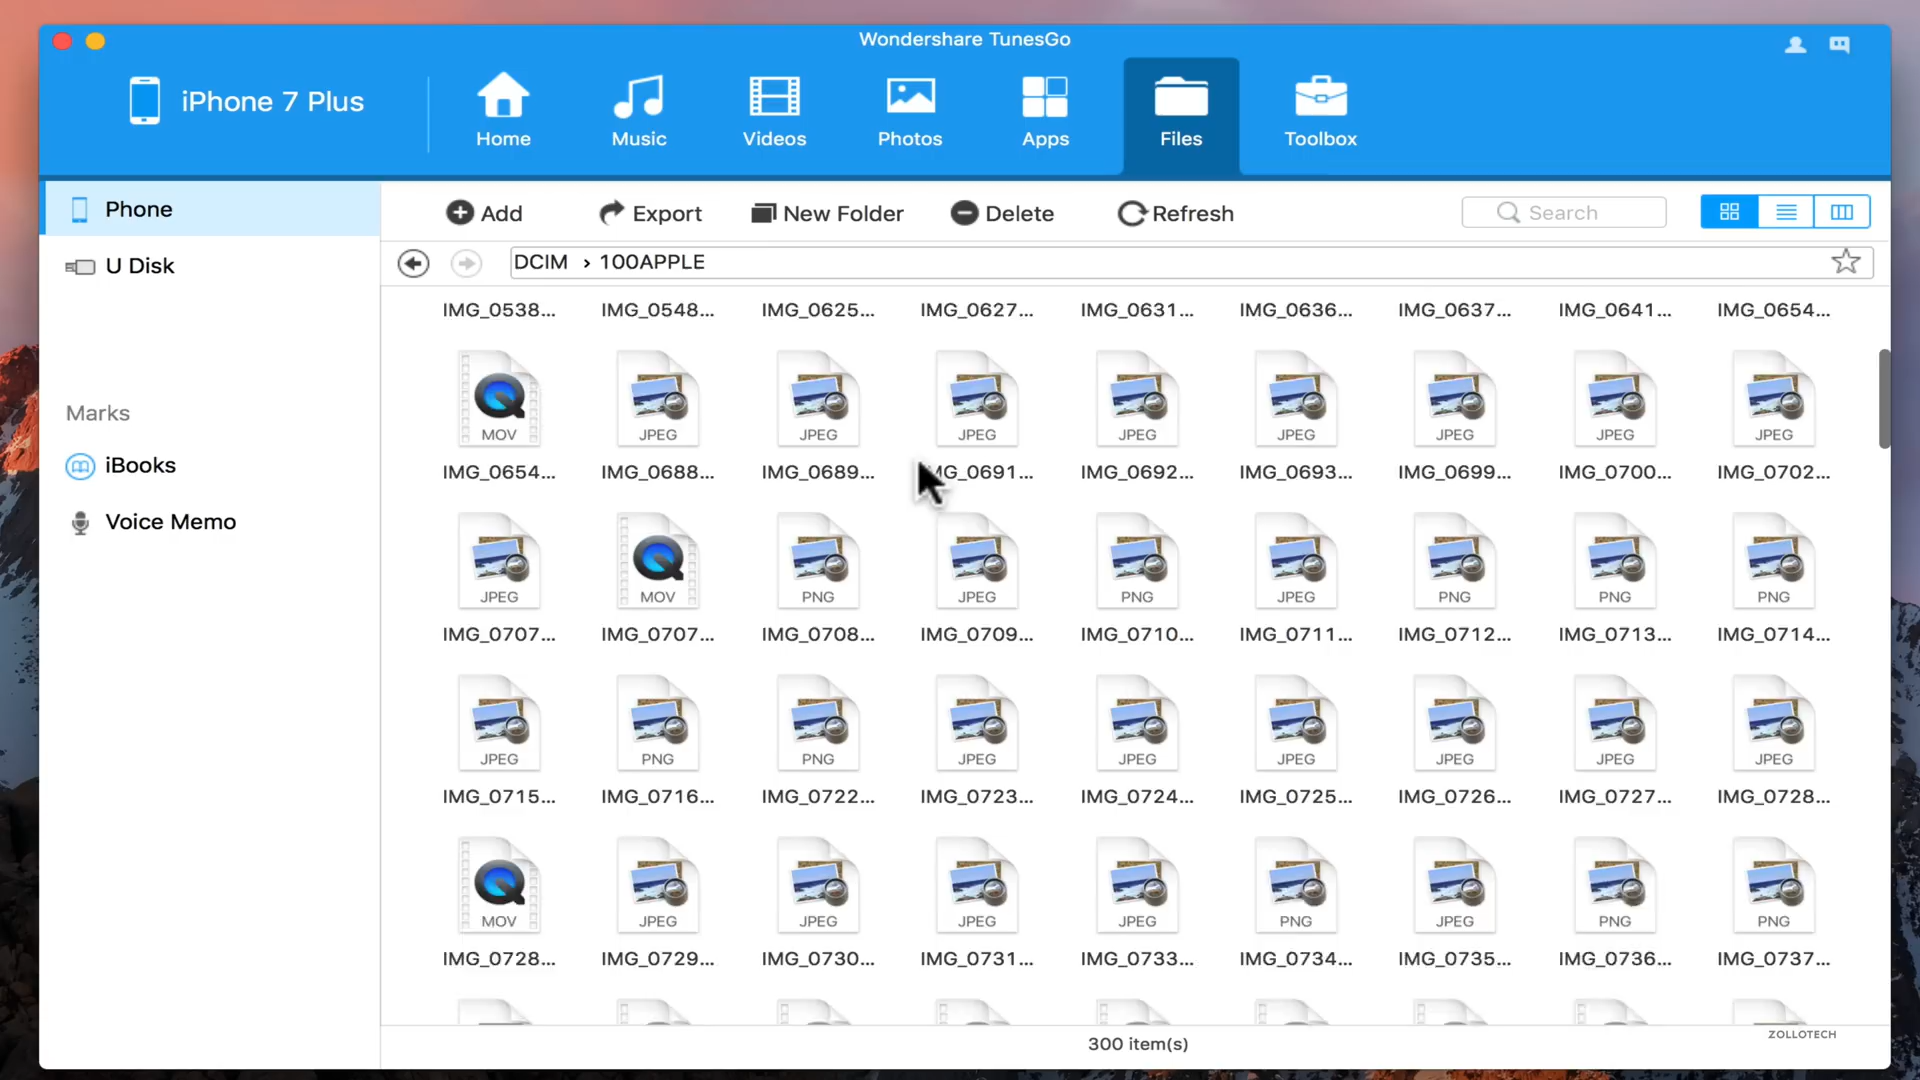 Wondershare TunesGo
iPhone 7 Plus
Home Music Videos Photos Apps Files Toolbox
Phone
U Disk
Marks
iBooks
Voice Memo
Add Export New Folder Delete Refresh Search
DCIM › 100APPLE
IMG_0538... IMG_0548... IMG_0625... IMG_0627... IMG_0631... IMG_0636... IMG_0637... IMG_0641... IMG_0654...
MOV JPEG JPEG JPEG JPEG JPEG JPEG JPEG JPEG
IMG_0654... IMG_0688... IMG_0689... MG_0691... IMG_0692... IMG_0693... IMG_0699... IMG_0700... IMG_0702...
JPEG MOV PNG JPEG PNG JPEG PNG PNG PNG
IMG_0707... IMG_0707... IMG_0708... IMG_0709... IMG_0710... IMG_0711... IMG_0712... IMG_0713... IMG_0714...
JPEG PNG PNG JPEG JPEG JPEG JPEG JPEG JPEG
IMG_0715... IMG_0716... IMG_0722... IMG_0723... IMG_0724... IMG_0725... IMG_0726... IMG_0727... IMG_0728...
MOV JPEG JPEG JPEG JPEG PNG JPEG PNG PNG
IMG_0728... IMG_0729... IMG_0730... IMG_0731... IMG_0733... IMG_0734... IMG_0735... IMG_0736... IMG_0737...
300 item(s)
ZOLLOTECH